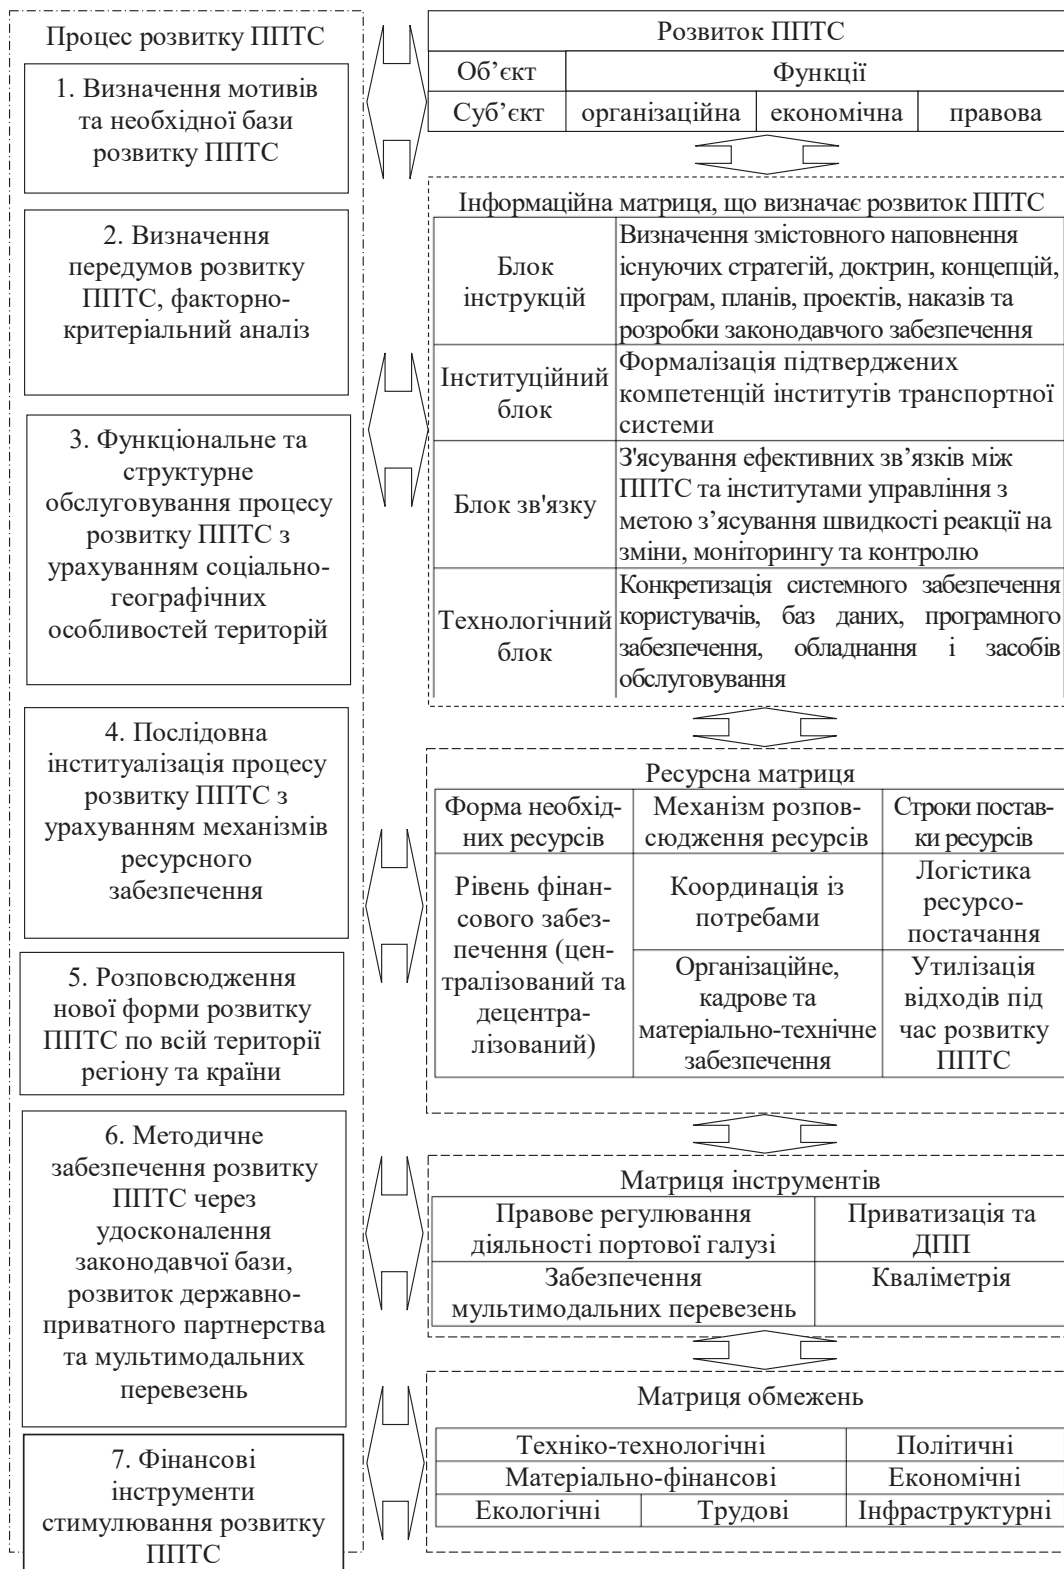 Процес розвитку ППТС
1. Визначення мотивів
та необхідної бази
розвитку ППТС
2. Визначення
передумов розвитку
ППТС, факторно-
критеріальний аналіз
3. Функціональне та
структурне
обслуговування процесу
розвитку ППТС з
урахуванням соціально-
географічних
особливостей територій
4. Послідовна
інституалізація процесу
розвитку ППТС з
урахуванням механізмів
ресурсного
забезпечення
5. Розповсюдження
нової форми розвитку
ППТС по всій території
регіону та країни
6. Методичне
забезпечення розвитку
ППТС через
удосконалення
законодавчої бази,
розвиток державно-
приватного партнерства
та мультимодальних
перевезень
7. Фінансові
інструменти
стимулювання розвитку
ППТС
Розвиток ППТС
Об’єкт
Функції
Суб’єкт
організаційна
економічна
правова
Інформаційна матриця, що визначає розвиток ППТС
Блок
інструкцій
Визначення змістовного наповнення
існуючих стратегій, доктрин, концепцій,
програм, планів, проектів, наказів та
розробки законодавчого забезпечення
Інституційний
блок
Формалізація підтверджених
компетенцій інститутів транспортної
системи
Блок зв'язку
З'ясування ефективних зв’язків між
ППТС та інститутами управління з
метою з’ясування швидкості реакції на
зміни, моніторингу та контролю
Технологічний
блок
Конкретизація системного забезпечення
користувачів, баз даних, програмного
забезпечення, обладнання і засобів
обслуговування
Ресурсна матриця
Форма необхід-
них ресурсів
Механізм розпов-
сюдження ресурсів
Строки постав-
ки ресурсів
Рівень фінан-
сового забез-
печення (цен-
тралізований та
децентра-
лізований)
Координація із
потребами
Логістика
ресурсо-
постачання
Організаційне,
кадрове та
матеріально-технічне
забезпечення
Утилізація
відходів під
час розвитку
ППТС
Матриця інструментів
Правове регулювання
діяльності портової галузі
Приватизація та
ДПП
Забезпечення
мультимодальних перевезень
Кваліметрія
Матриця обмежень
Техніко-технологічні
Політичні
Матеріально-фінансові
Економічні
Екологічні
Трудові
Інфраструктурні